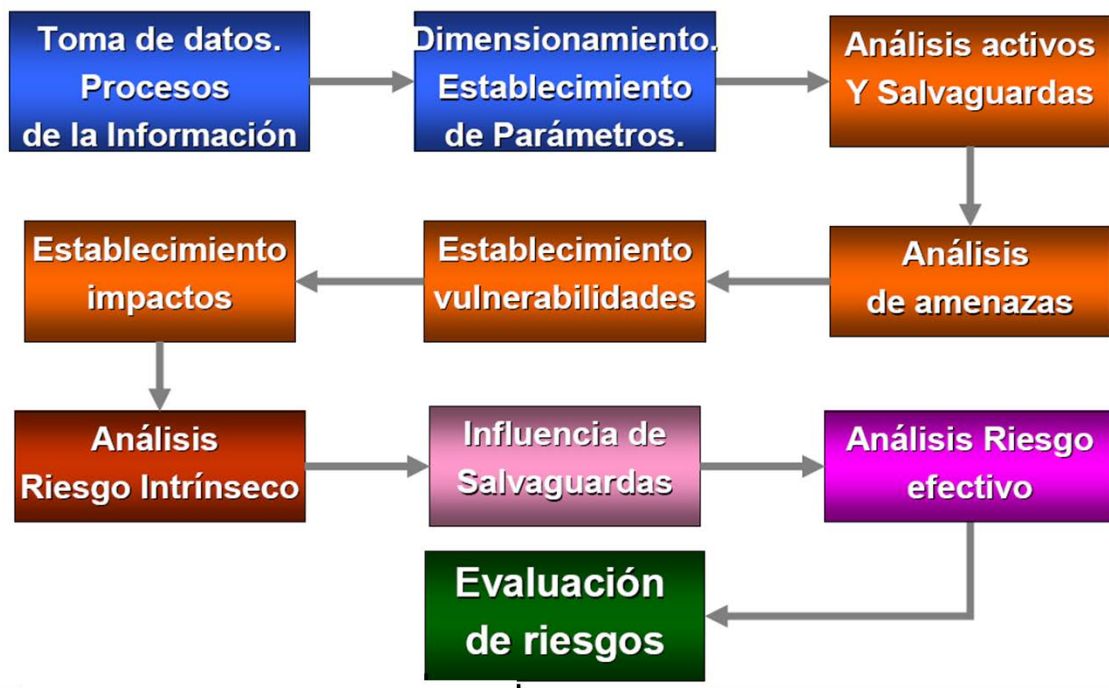 Toma de datos.
Procesos
de la Información
Dimensionamiento.
Establecimiento
de Parámetros.
Análisis activos
Y Salvaguardas
Análisis
de amenazas
Establecimiento
vulnerabilidades
Establecimiento
impactos
Análisis
Riesgo Intrínseco
Influencia de
Salvaguardas
Análisis Riesgo
efectivo
Evaluación
de riesgos